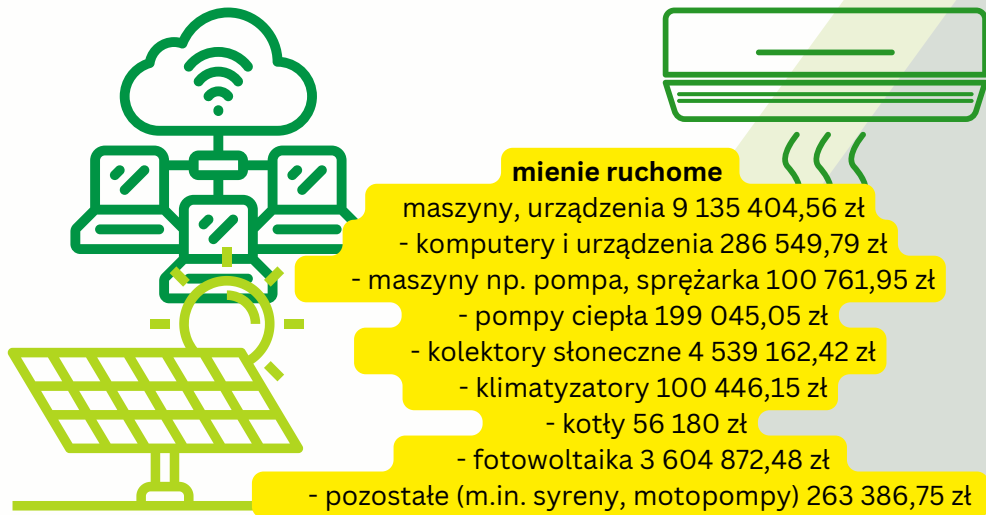 mienie ruchome
maszyny, urządzenia 9 135 404,56 zł
- komputery i urządzenia 286 549,79 zł
- maszyny np. pompa, sprężarka 100 761,95 zł
- pompy ciepła 199 045,05 zł
- kolektory słoneczne 4 539 162,42 zł
- klimatyzatory 100 446,15 zł
- kotły 56 180 zł
- fotowoltaika 3 604 872,48 zł
- pozostałe (m.in. syreny, motopompy) 263 386,75 zł